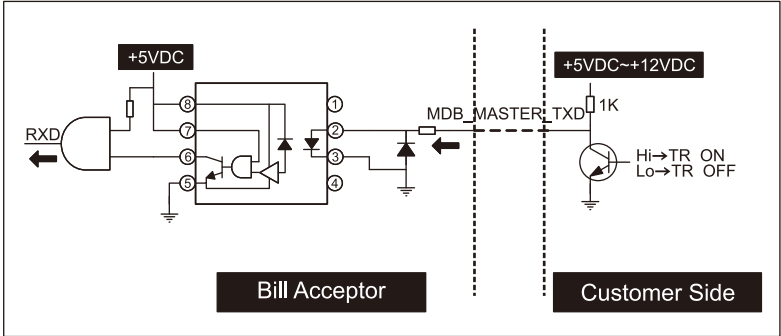 +5VDC
+5VDC~+12VDC
RXD
MDB_MASTER_TXD
1K
⑧
⑦
⑥
⑤
①
②
③
④
Hi→TR ON
Lo→TR OFF
Bill Acceptor
Customer Side